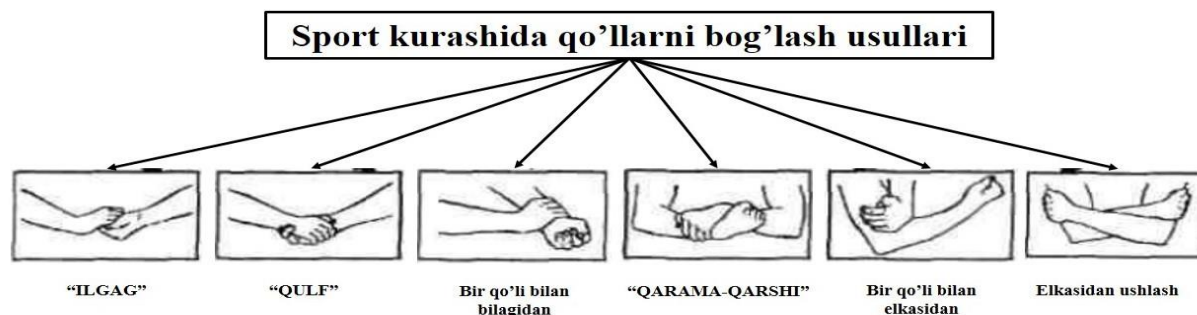 Sport kurashida qo’llarni bog’lash usullari
“ILGAG”
“QULF”
Bir qo’li bilan
bilagidan
“QARAMA-QARSHI”
Bir qo’li bilan
elkasidan
Elkasidan ushlash